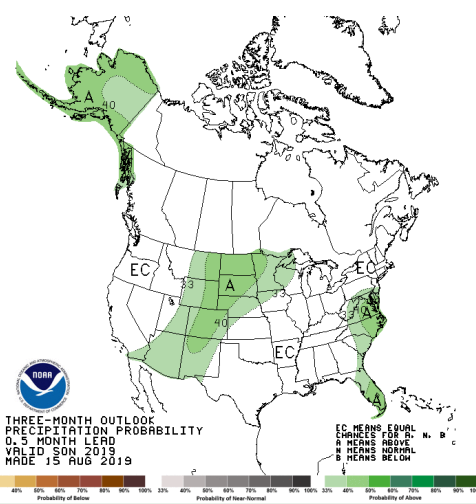 A
40
EC
33
A
33
40
EC
EC
33
40
A
A
NOAA
THREE-MONTH OUTLOOK
PRECIPITATION PROBABILITY
0.5 MONTH LEAD
VALID SON 2019
MADE 15 AUG 2019
EC MEANS EQUAL
CHANCES FOR A, N, B
A MEANS ABOVE
N MEANS NORMAL
B MEANS BELOW
40% 50% 60% 70% 80% 90% 100%
Probability of Below
33% 40% 50% 60% 70% 80% 90% 100%
Probability of Near-Normal
33% 40% 50% 60% 70% 80% 90%
Probability of Above